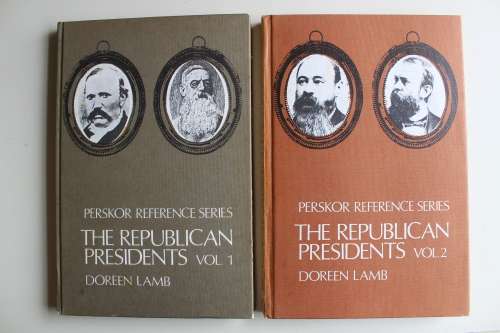 PERSKOR REFERENCE SERIES
THE REPUBLICAN
PRESIDENTS VOL 1
DOREEN LAMB
PERSKOR REFERENCE SERIES
THE REPUBLICAN
PRESIDENTS VOL.2
DOREEN LAMB